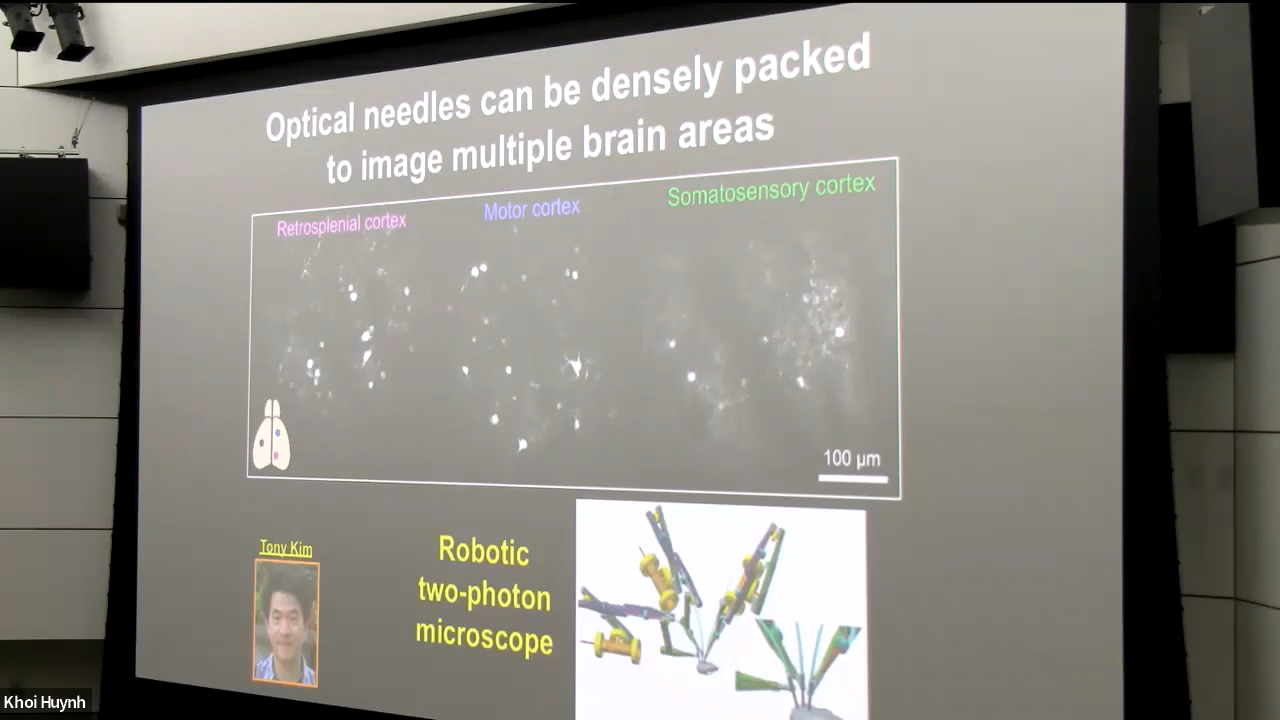 Optical needles can be densely packed
to image multiple brain areas
Retrosplenial cortex
Motor cortex
Somatosensory cortex
100 µm
Tony Kim
Robotic
two-photon
microscope
Khoi Huynh